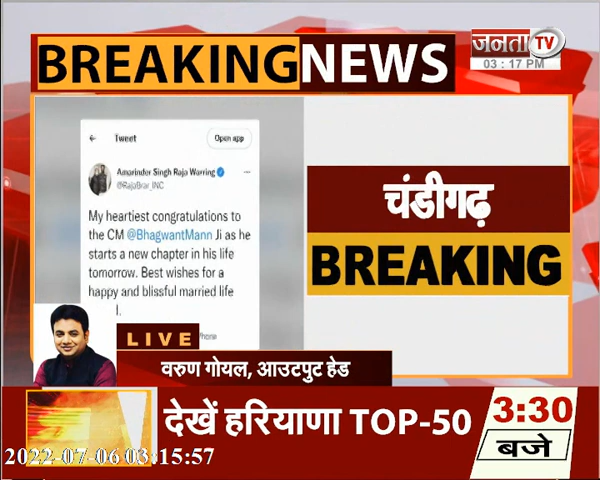 BREAKING NEWS
जनता TV
03:17 PM
Tweet
Open app
Amarinder Singh Raja Warring
@RajaBrar_INC
My heartiest congratulations to
the CM @BhagwantMann Ji as he
starts a new chapter in his life
tomorrow. Best wishes for a
happy and blissful married life
चंडीगढ़
BREAKING
LIVE
वरुण गोयल, आउटपुट हेड
देखें हरियाणा TOP-50
3:30
बजे
2022-07-06 03:15:57